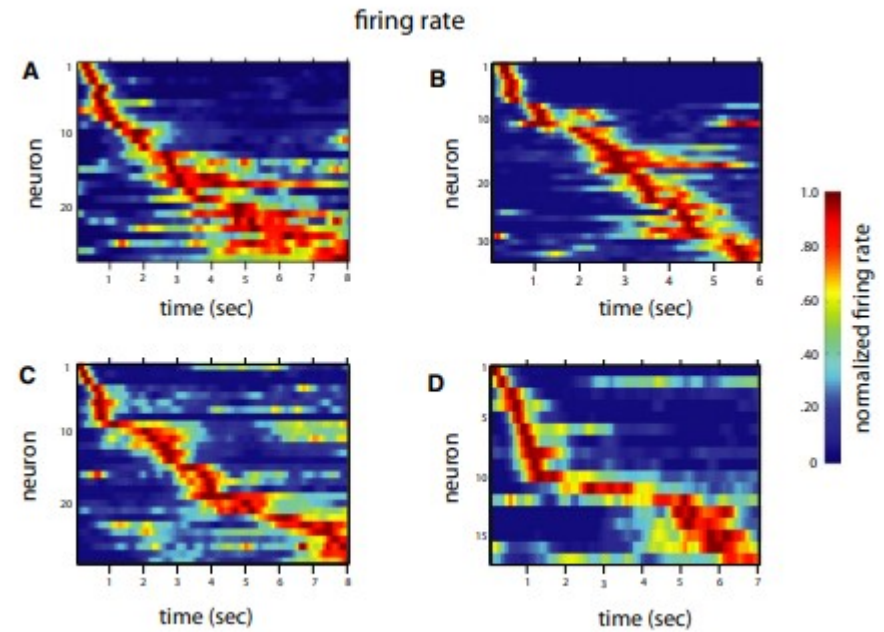 firing rate
A
1
10
20
neuron
1 2 3 4 5 6 7 8
time (sec)
B
1
10
20
30
neuron
1 2 3 4 5 6
time (sec)
C
1
10
20
neuron
1 2 3 4 5 6 7 8
time (sec)
D
1
5
10
15
neuron
1 2 3 4 5 6 7
time (sec)
1.0
.80
.60
.40
.20
0
normalized firing rate